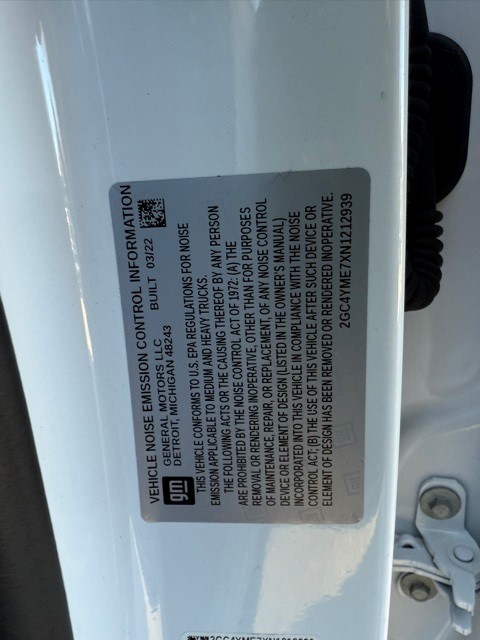 VEHICLE NOISE EMISSION CONTROL INFORMATION
GENERAL MOTORS LLC BUILT 03/22
DETROIT, MICHIGAN 48243
gm
THIS VEHICLE CONFORMS TO U.S. EPA REGULATIONS FOR NOISE
EMISSION APPLICABLE TO MEDIUM AND HEAVY TRUCKS.
THE FOLLOWING ACTS OR THE CAUSING THEREOF BY ANY PERSON
ARE PROHIBITED BY THE NOISE CONTROL ACT OF 1972: (A) THE
REMOVAL OR RENDERING INOPERATIVE, OTHER THAN FOR PURPOSES
OF MAINTENANCE, REPAIR, OR REPLACEMENT, OF ANY NOISE CONTROL
DEVICE OR ELEMENT OF DESIGN (LISTED IN THE OWNER'S MANUAL)
INCORPORATED INTO THIS VEHICLE IN COMPLIANCE WITH THE NOISE
CONTROL ACT; (B) THE USE OF THIS VEHICLE AFTER SUCH DEVICE OR
ELEMENT OF DESIGN HAS BEEN REMOVED OR RENDERED INOPERATIVE.
2GC4YME7XN1212939